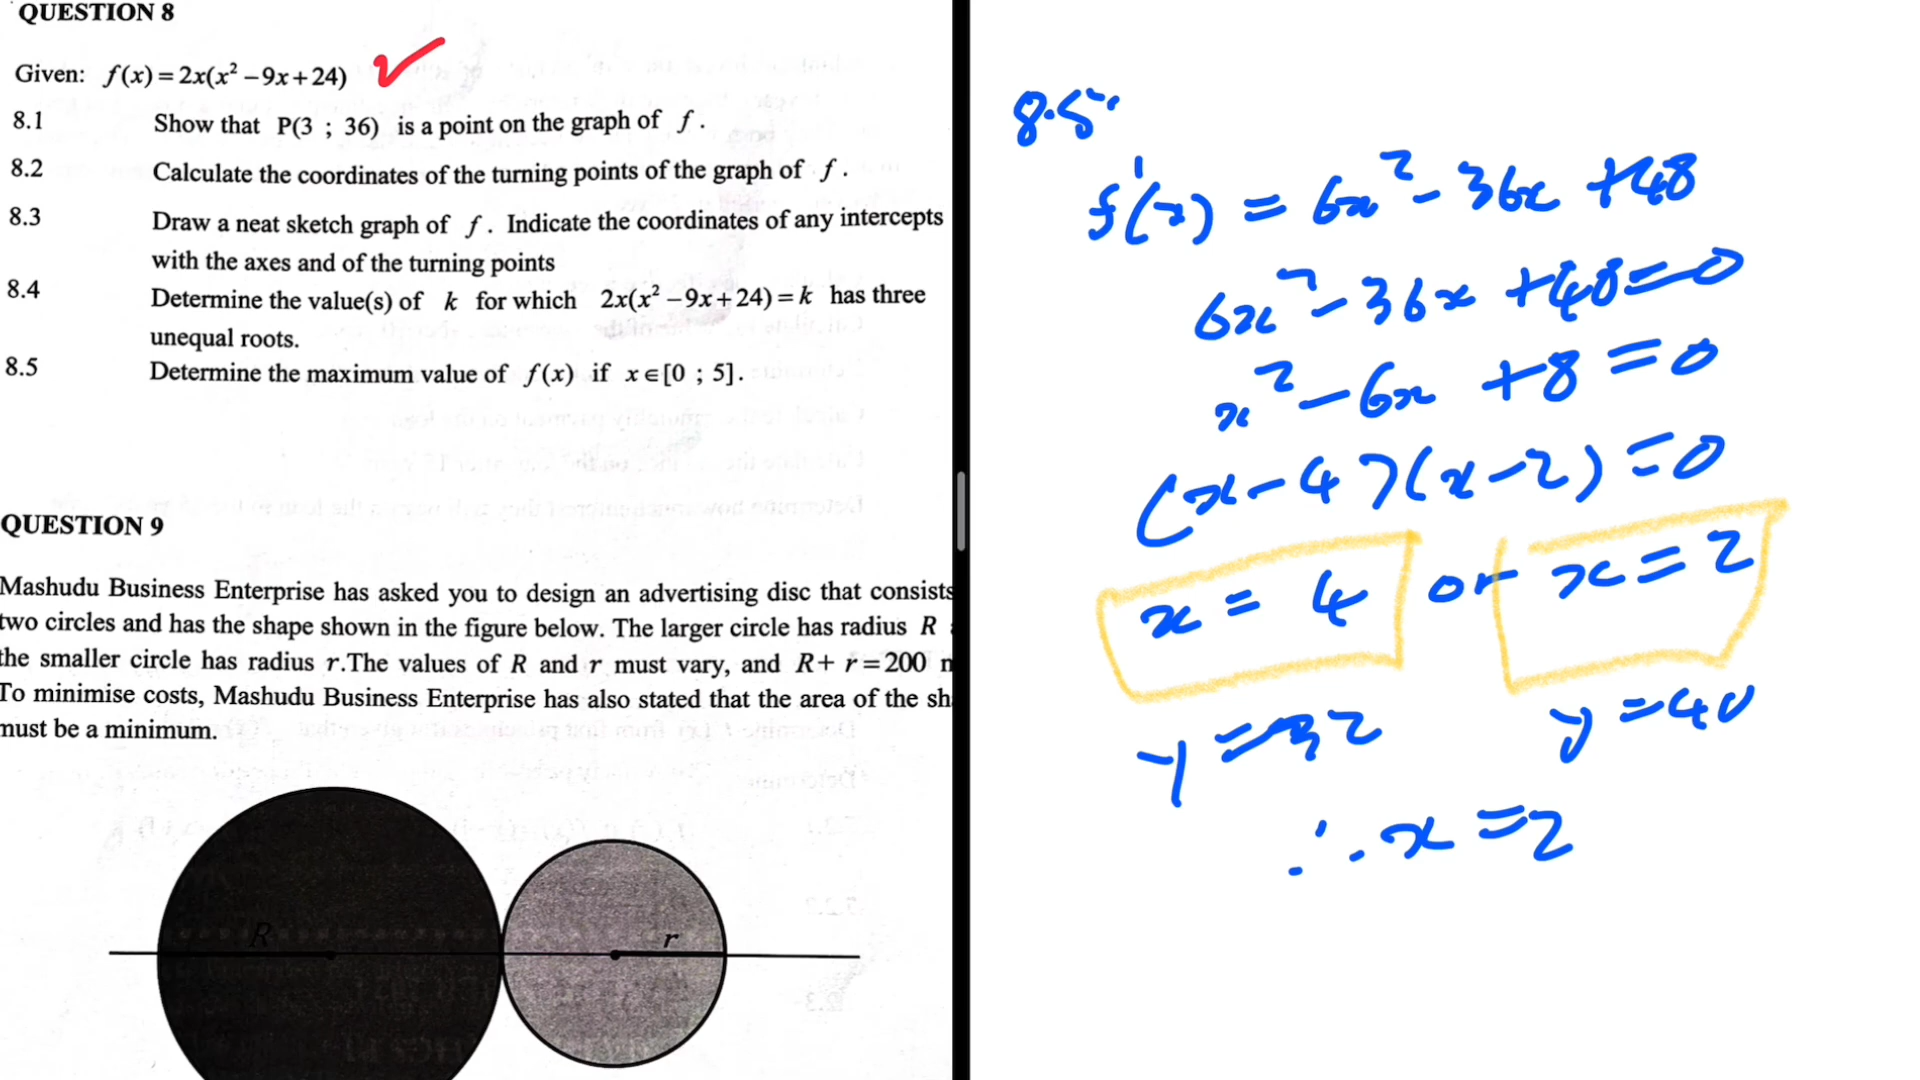 QUESTION 8
Given: f(x) = 2x(x² − 9x + 24)
8.1 Show that P(3 ; 36) is a point on the graph of f.
8.2 Calculate the coordinates of the turning points of the graph of f.
8.3 Draw a neat sketch graph of f. Indicate the coordinates of any intercepts
with the axes and of the turning points
8.4 Determine the value(s) of k for which 2x(x² − 9x + 24) = k has three
unequal roots.
8.5 Determine the maximum value of f(x) if x ∈ [0 ; 5].
QUESTION 9
Mashudu Business Enterprise has asked you to design an advertising disc that consists
two circles and has the shape shown in the figure below. The larger circle has radius R
the smaller circle has radius r.The values of R and r must vary, and R + r = 200
To minimise costs, Mashudu Business Enterprise has also stated that the area of the sh
must be a minimum.
R
r
8.5
f'(x) = 6x² − 36x + 48
6x² − 36x + 48 = 0
x² − 6x + 8 = 0
(x − 4)(x − 2) = 0
x = 4 or x = 2
y = 32 y = 40
∴ x = 2